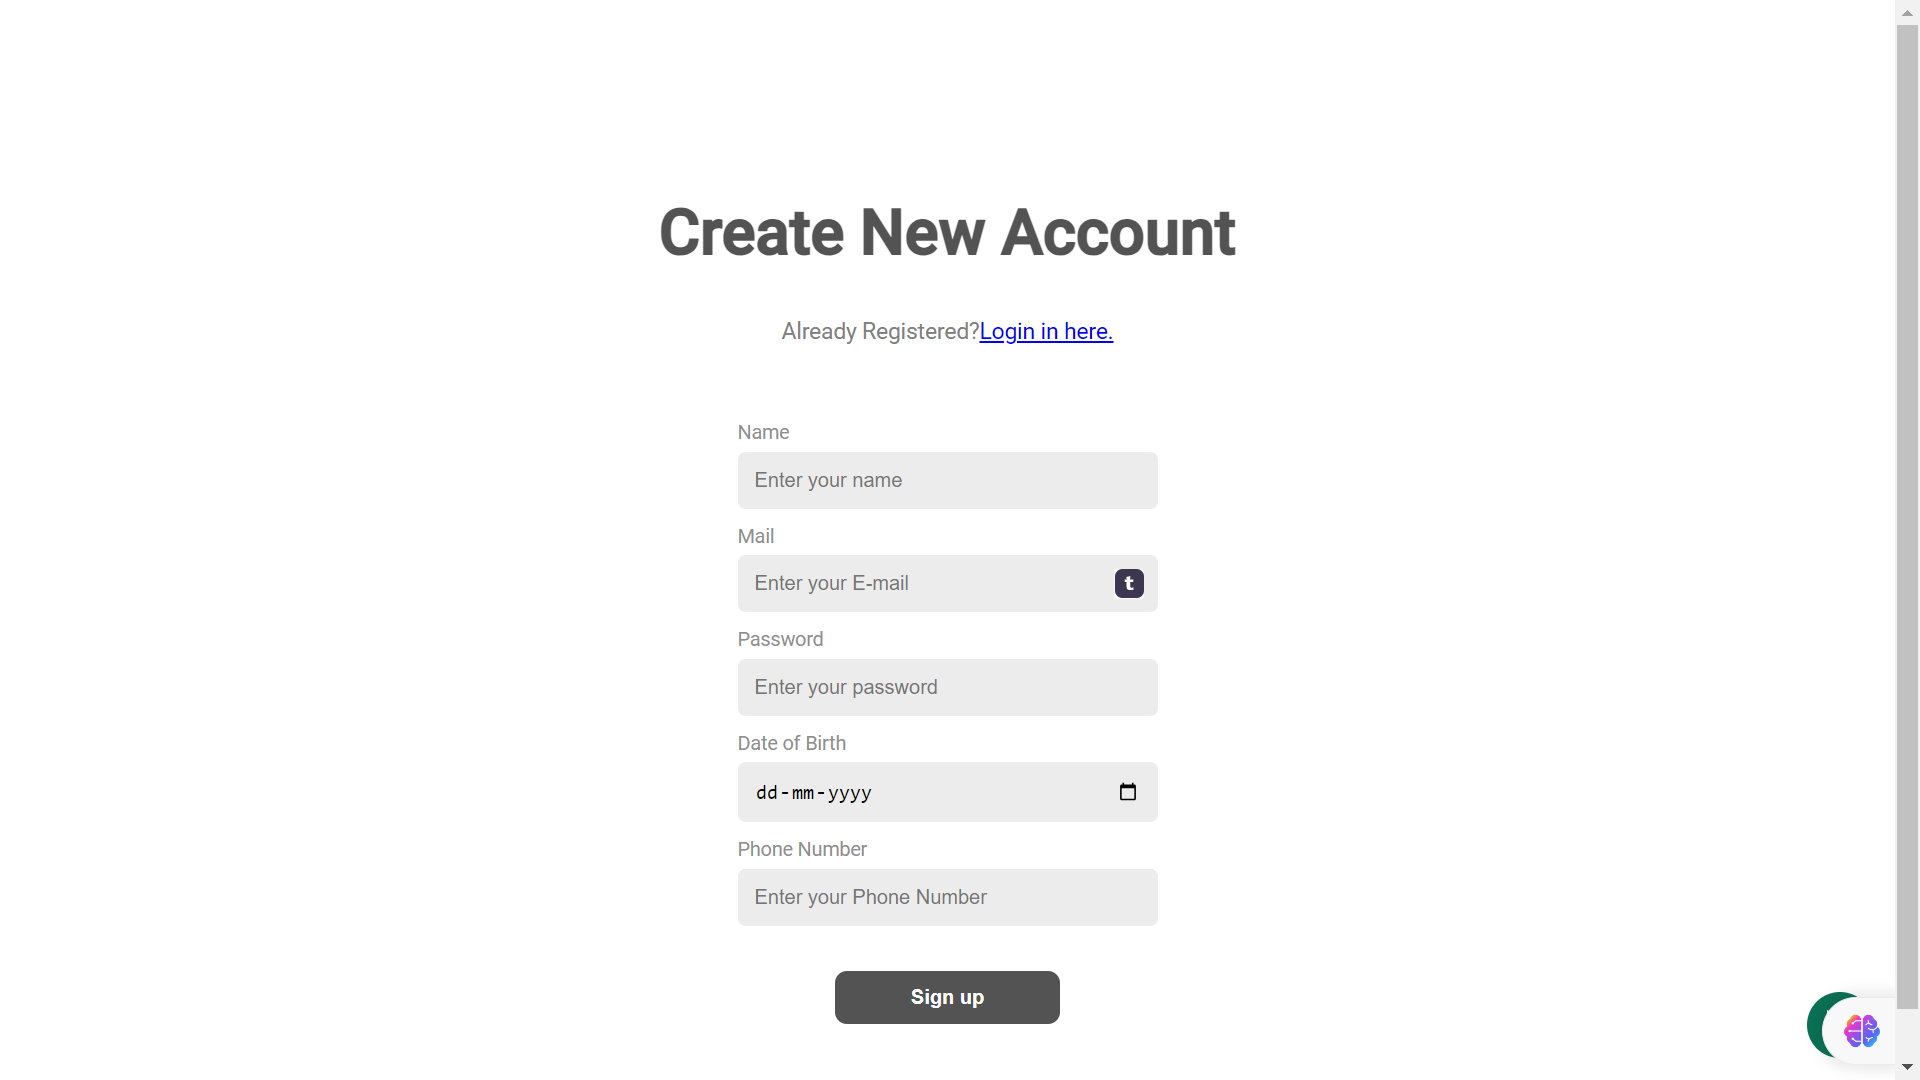 Create New Account
Already Registered?Login in here.
Name
Enter your name
Mail
Enter your E-mail
t
Password
Enter your password
Date of Birth
dd-mm-yyyy
Phone Number
Enter your Phone Number
Sign up